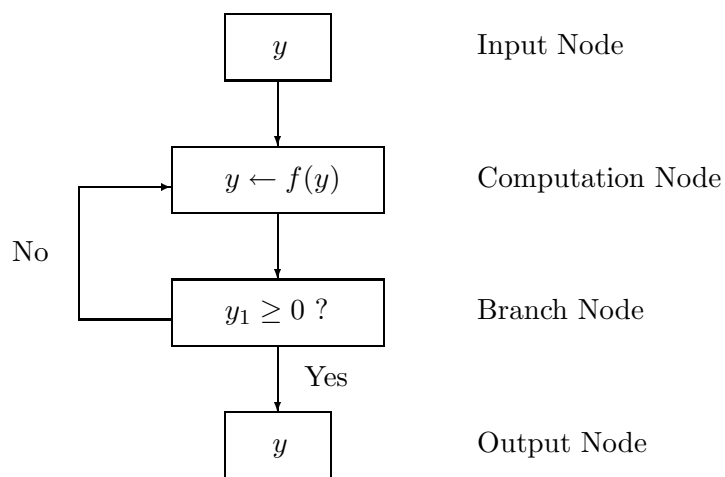 y Input Node
y ← f(y) Computation Node
No
y₁ ≥ 0 ? Branch Node
Yes
y Output Node